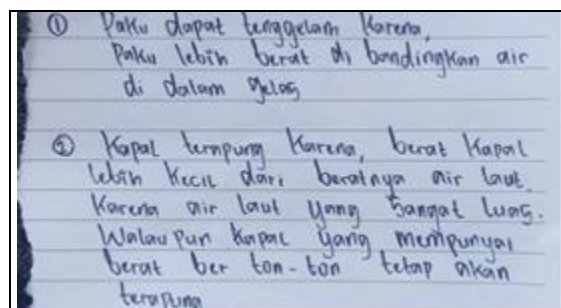 ① Paku dapat tenggelam karena,
Paku lebih berat di bandingkan air
di dalam gelas
② Kapal terapung karena, berat kapal
lebih kecil dari beratnya air laut.
Karena air laut yang sangat luas.
Walau pun kapal yang mempunyai
berat ber ton-ton tetap akan
terapung